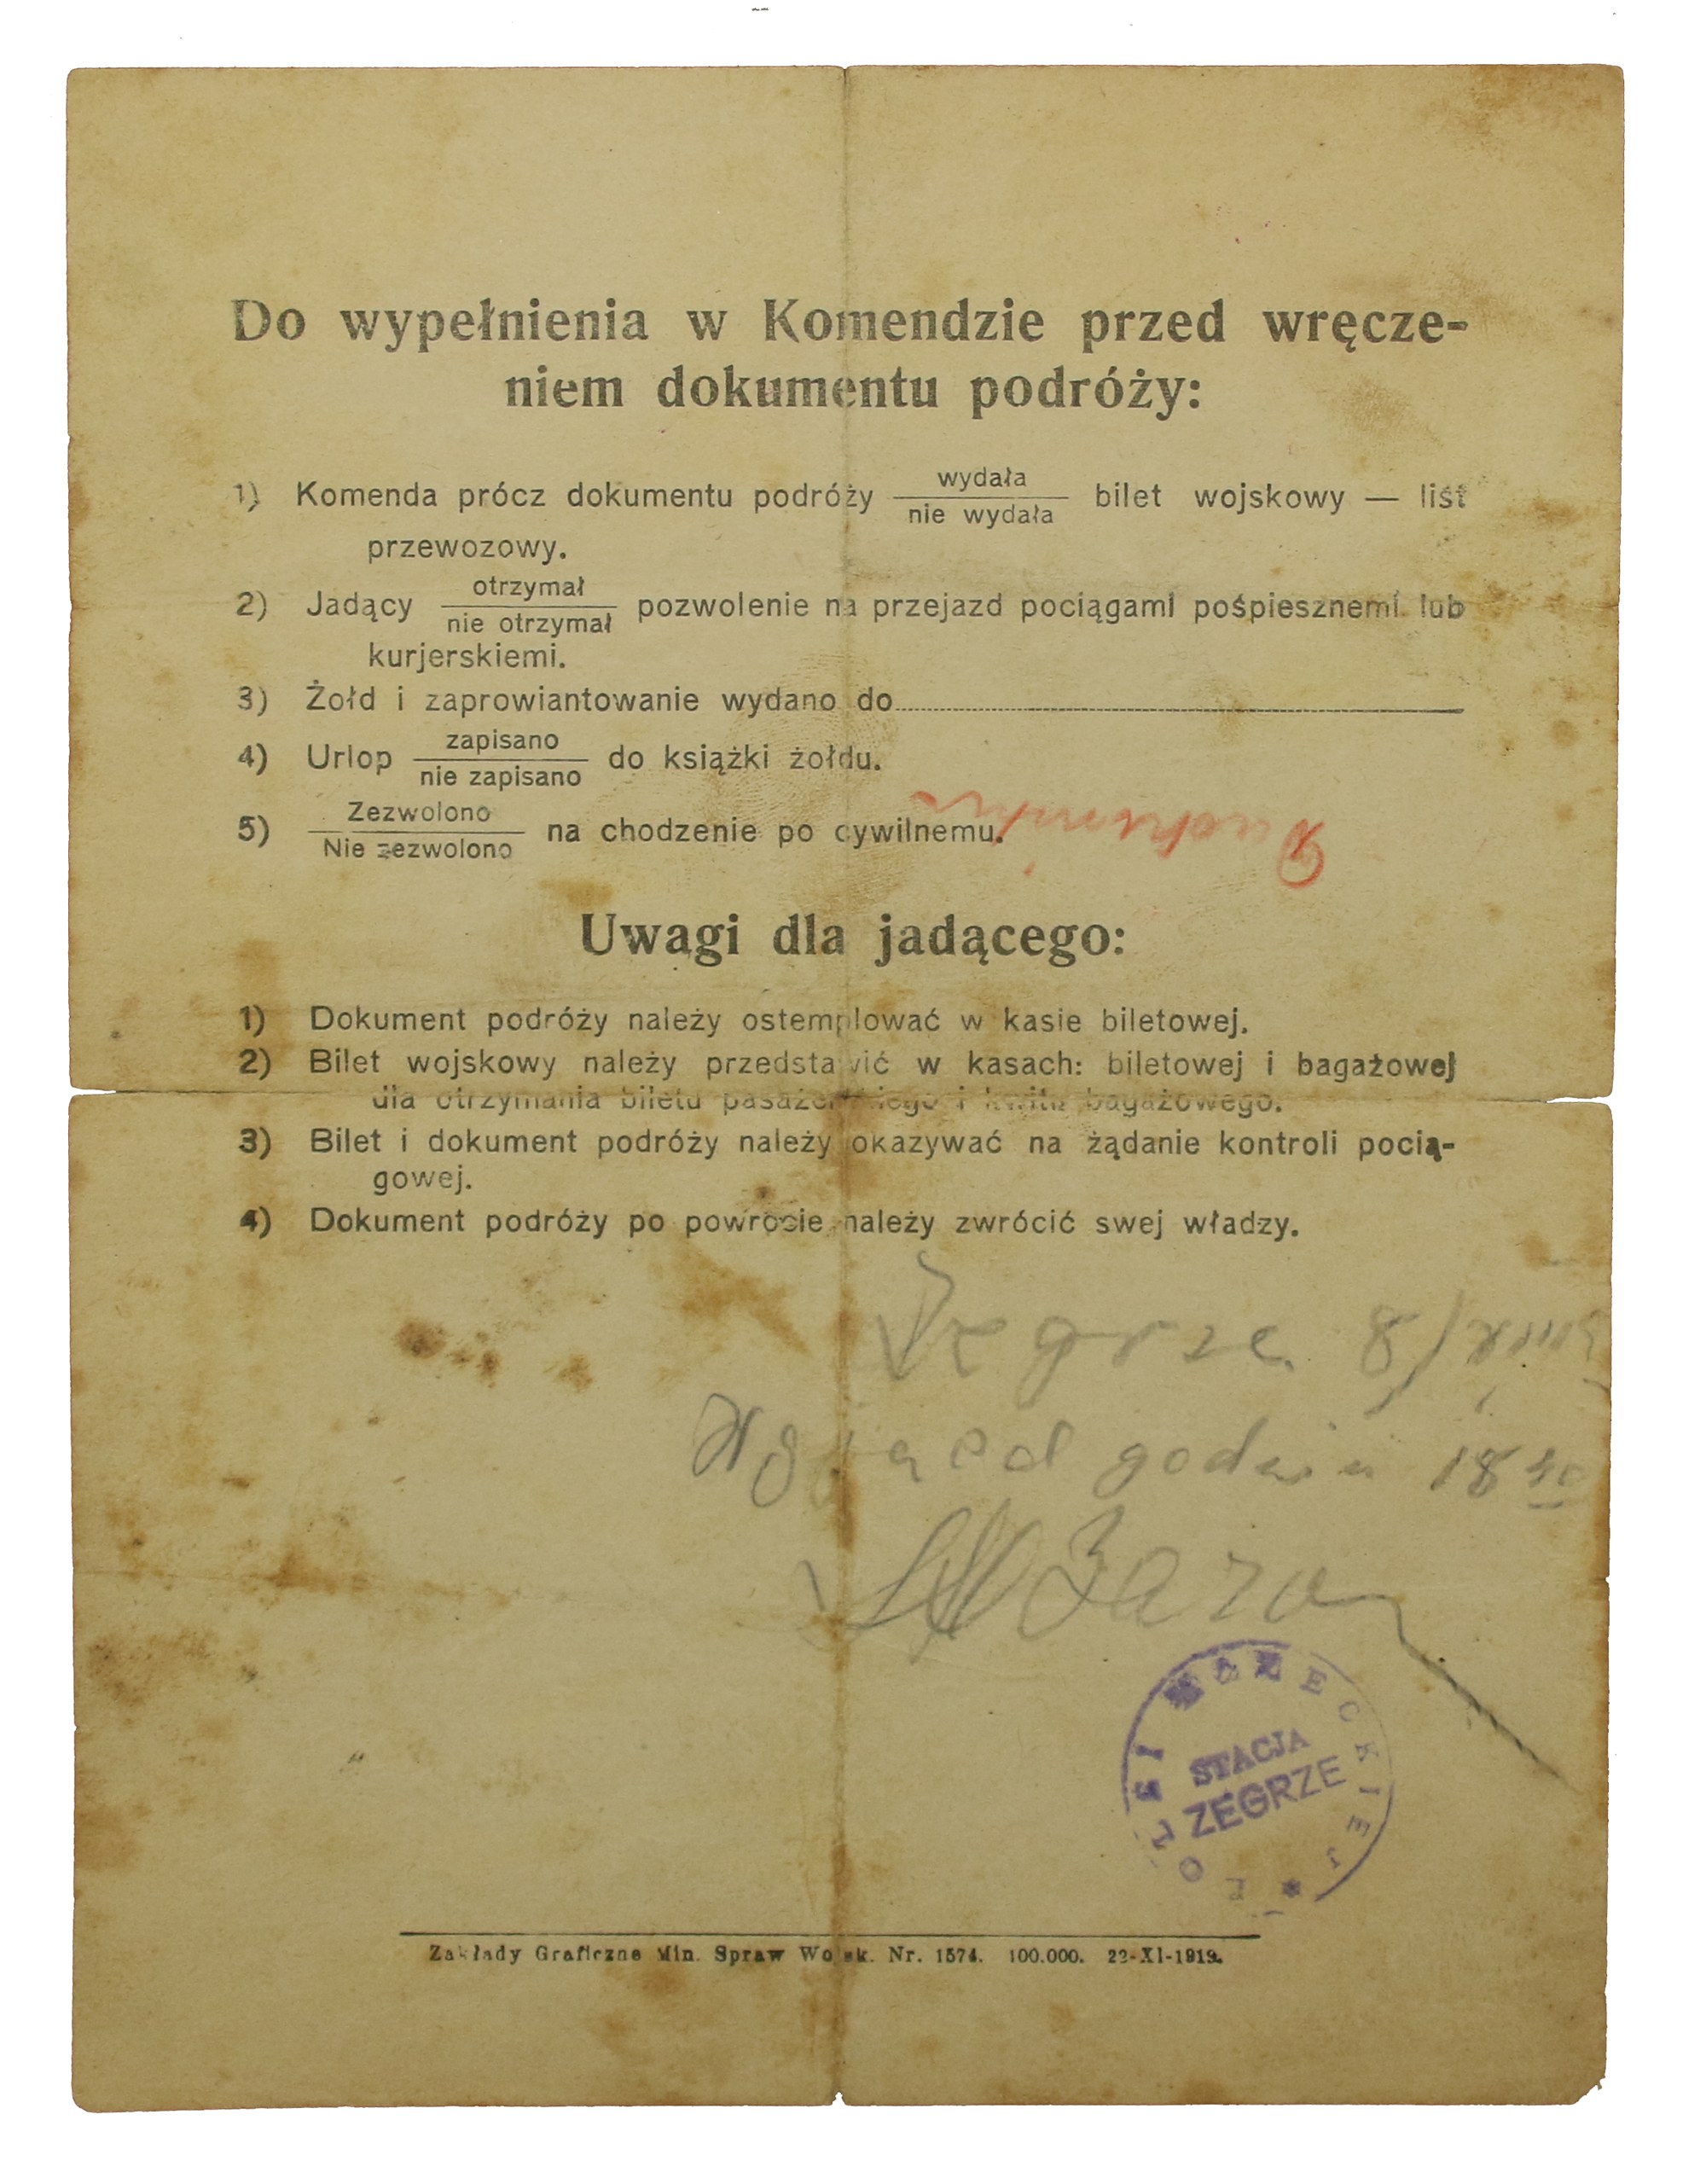 Do wypełnienia w Komendzie przed wręcze-
niem dokumentu podróży:
1) Komenda prócz dokumentu podróży wydała / nie wydała bilet wojskowy — list
przewozowy.
2) Jadący otrzymał / nie otrzymał pozwolenie na przejazd pociągami pośpiesznemi lub
kurjerskiemi.
3) Żołd i zaprowiantowanie wydano do
4) Urlop zapisano / nie zapisano do książki żołdu.
5) Zezwolono / Nie zezwolono na chodzenie po cywilnemu.
Uwagi dla jadącego:
1) Dokument podróży należy ostemplować w kasie biletowej.
2) Bilet wojskowy należy przedstawić w kasach: biletowej i bagażowej
dla otrzymania biletu pasażerskiego i kwitu bagażowego.
3) Bilet i dokument podróży należy okazywać na żądanie kontroli pocią-
gowej.
4) Dokument podróży po powrocie należy zwrócić swej władzy.
Zegrze 8/
godzin 18
STACJA
ZEGRZE
Zakłady Graficzne Min. Spraw Wojsk. Nr. 1574. 100.000. 22-XI-1919.